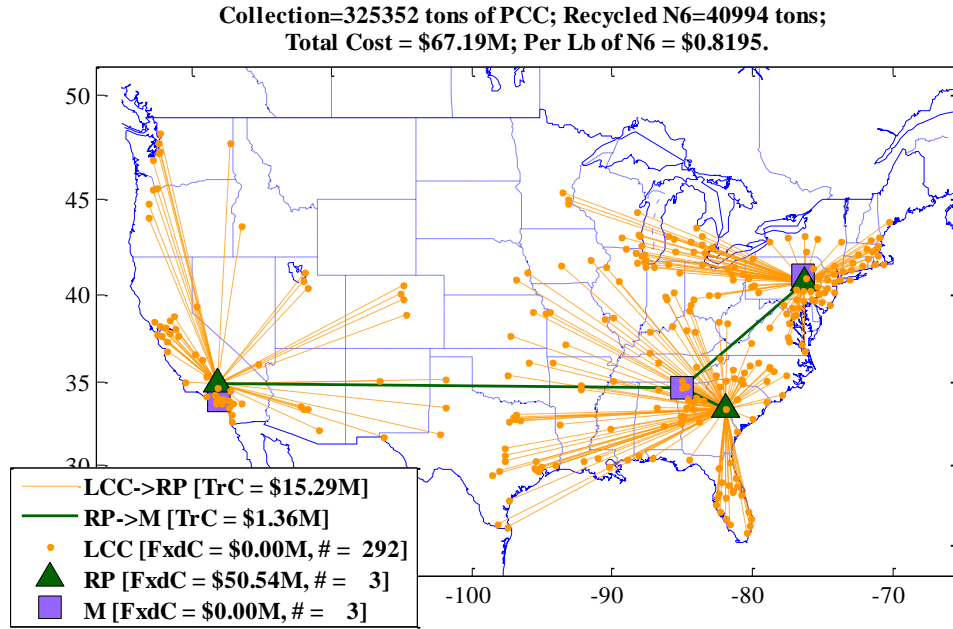 Collection=325352 tons of PCC; Recycled N6=40994 tons;
Total Cost = $67.19M; Per Lb of N6 = $0.8195.
50
45
40
35
30
LCC->RP [TrC = $15.29M]
RP->M [TrC = $1.36M]
LCC [FxdC = $0.00M, # = 292]
RP [FxdC = $50.54M, # = 3]
M [FxdC = $0.00M, # = 3]
-100 -90 -80 -70